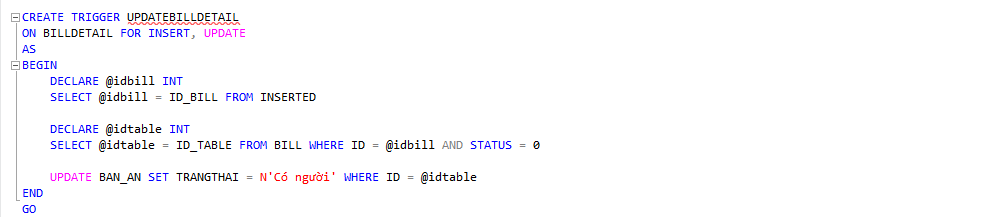 CREATE TRIGGER UPDATEBILLDETAIL
ON BILLDETAIL FOR INSERT, UPDATE
AS
BEGIN
DECLARE @idbill INT
SELECT @idbill = ID_BILL FROM INSERTED
DECLARE @idtable INT
SELECT @idtable = ID_TABLE FROM BILL WHERE ID = @idbill AND STATUS = 0
UPDATE BAN_AN SET TRANGTHAI = N'Có người' WHERE ID = @idtable
END
GO